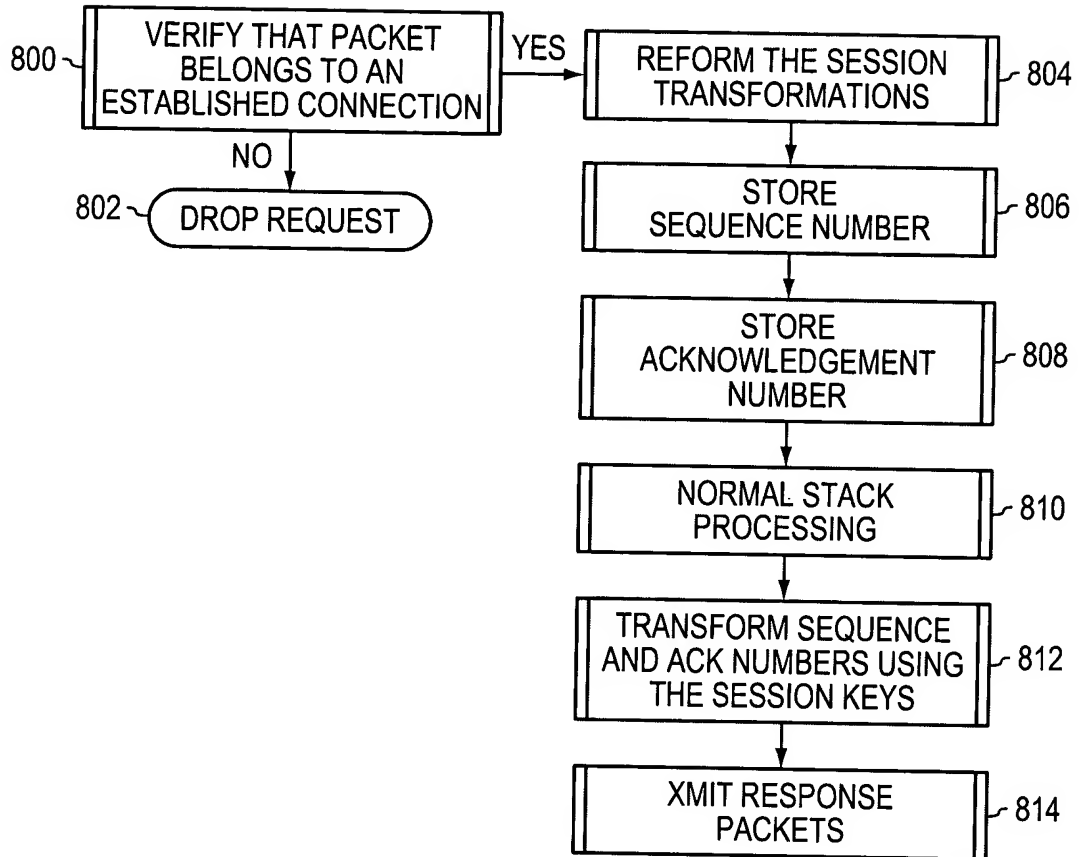 800
VERIFY THAT PACKET
BELONGS TO AN
ESTABLISHED CONNECTION
YES
NO
802
DROP REQUEST
REFORM THE SESSION
TRANSFORMATIONS
804
STORE
SEQUENCE NUMBER
806
STORE
ACKNOWLEDGEMENT
NUMBER
808
NORMAL STACK
PROCESSING
810
TRANSFORM SEQUENCE
AND ACK NUMBERS USING
THE SESSION KEYS
812
XMIT RESPONSE
PACKETS
814